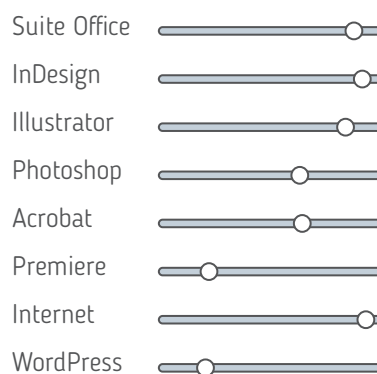 Suite Office
InDesign
Illustrator
Photoshop
Acrobat
Premiere
Internet
WordPress